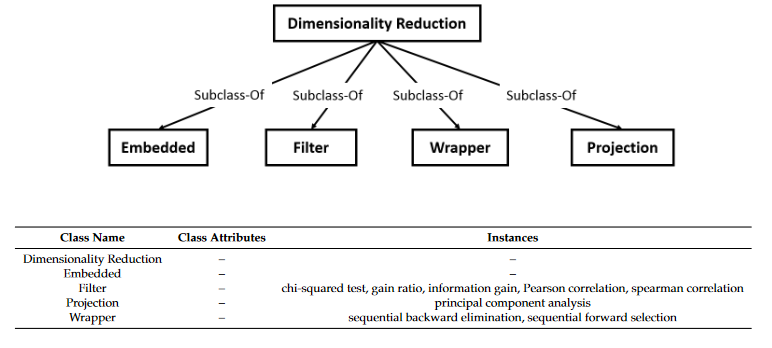 Dimensionality Reduction
Subclass-Of Subclass-Of Subclass-Of Subclass-Of
Embedded Filter Wrapper Projection
Class Name Class Attributes Instances
Dimensionality Reduction – –
Embedded – –
Filter – chi-squared test, gain ratio, information gain, Pearson correlation, spearman correlation
Projection – principal component analysis
Wrapper – sequential backward elimination, sequential forward selection